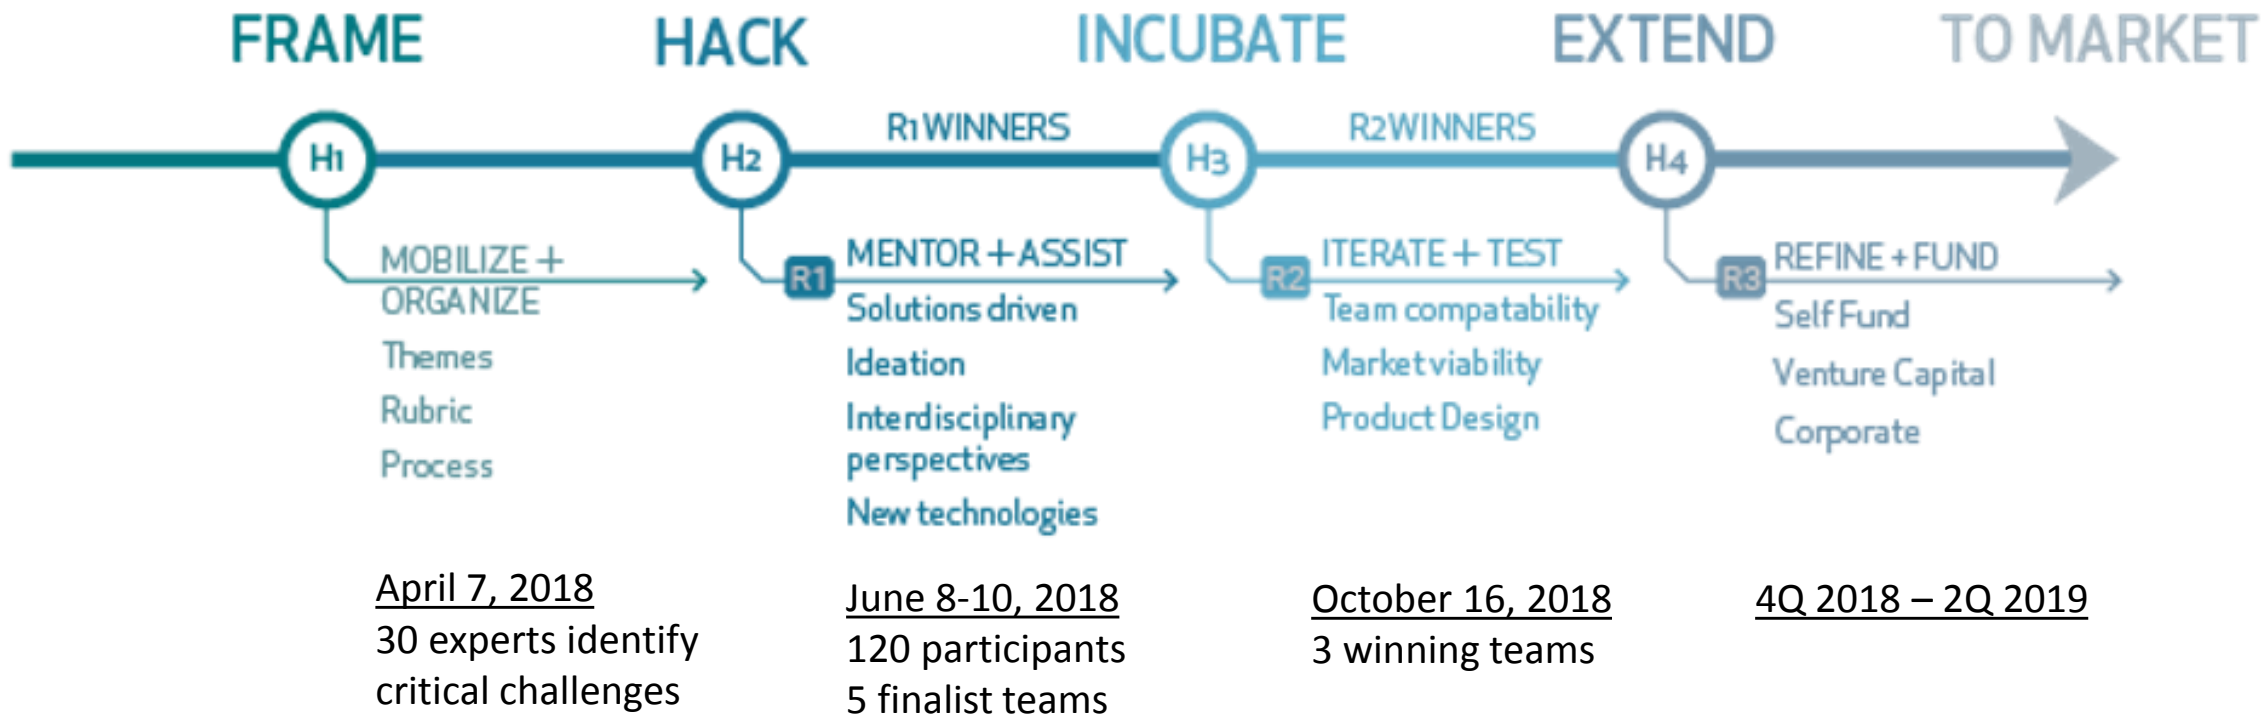 FRAME
HACK
INCUBATE
EXTEND
TO MARKET
H1
H2
R1 WINNERS
H3
R2 WINNERS
H4
MOBILIZE +
ORGANIZE
Themes
Rubric
Process
R1
MENTOR + ASSIST
Solutions driven
Ideation
Interdisciplinary
perspectives
New technologies
R2
ITERATE + TEST
Team compatability
Market viability
Product Design
R3
REFINE + FUND
Self Fund
Venture Capital
Corporate
April 7, 2018
30 experts identify
critical challenges
June 8-10, 2018
120 participants
5 finalist teams
October 16, 2018
3 winning teams
4Q 2018 – 2Q 2019